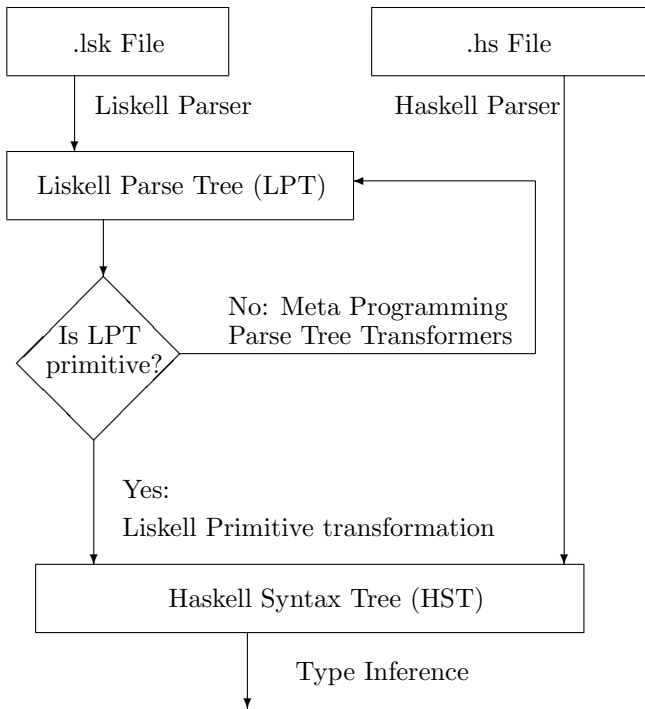 .lsk File
.hs File
Liskell Parser
Haskell Parser
Liskell Parse Tree (LPT)
No: Meta Programming
Parse Tree Transformers
Is LPT
primitive?
Yes:
Liskell Primitive transformation
Haskell Syntax Tree (HST)
Type Inference